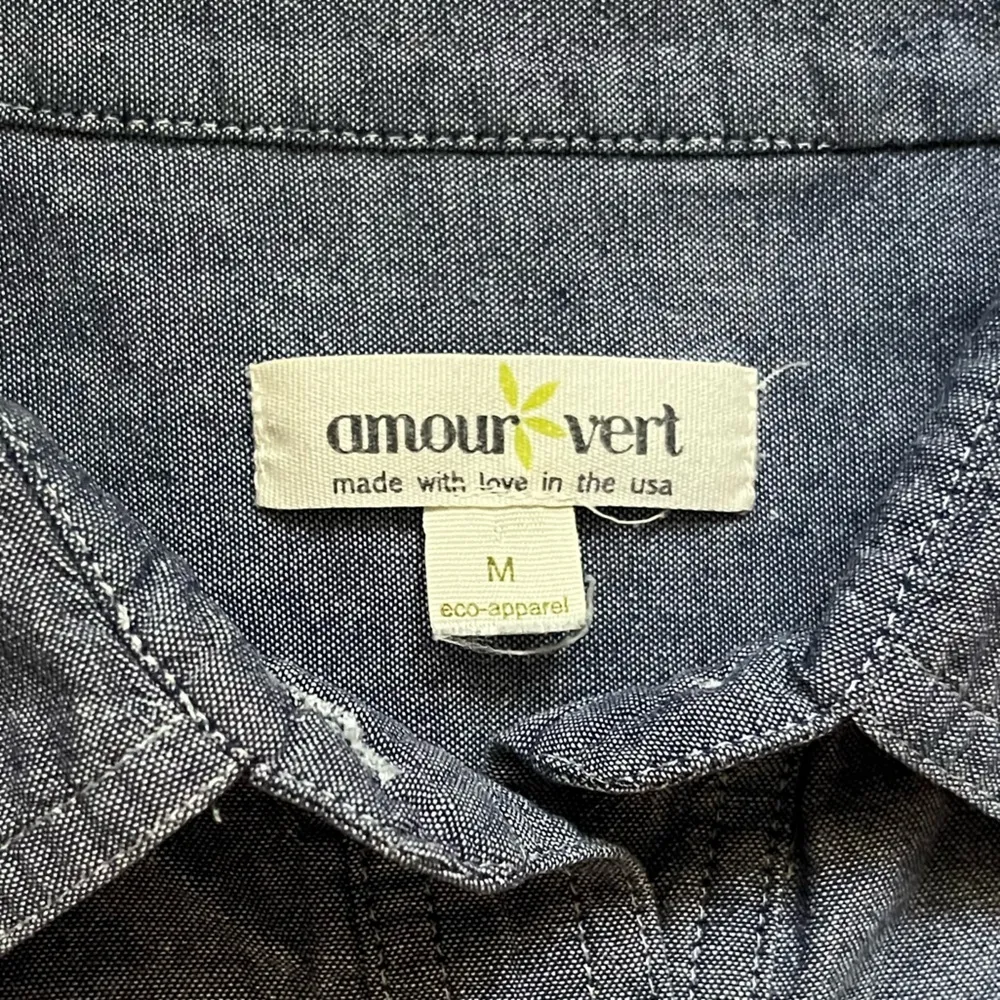 amour vert
made with love in the usa
M
eco-apparel